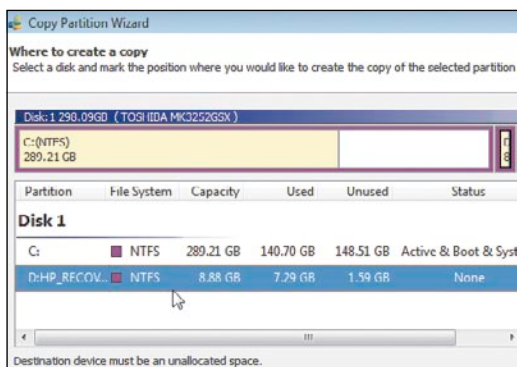 Copy Partition Wizard
Where to create a copy
Select a disk and mark the position where you would like to create the copy of the selected partition
Disk: 1 298.09GB (TOSHIBA MK3252GSX)
C:(NTFS)
289.21 GB
D
8
Partition File System Capacity Used Unused Status
Disk 1
C: NTFS 289.21 GB 140.70 GB 148.51 GB Active & Boot & Syst
D:HP_RECOV... NTFS 8.88 GB 7.29 GB 1.59 GB None
Destination device must be an unallocated space.